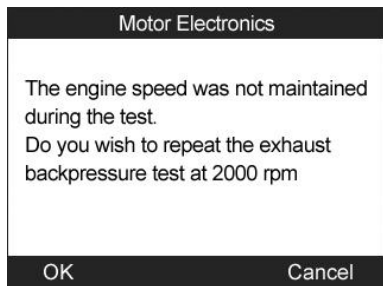 Motor Electronics
The engine speed was not maintained
during the test.
Do you wish to repeat the exhaust
backpressure test at 2000 rpm
OK Cancel